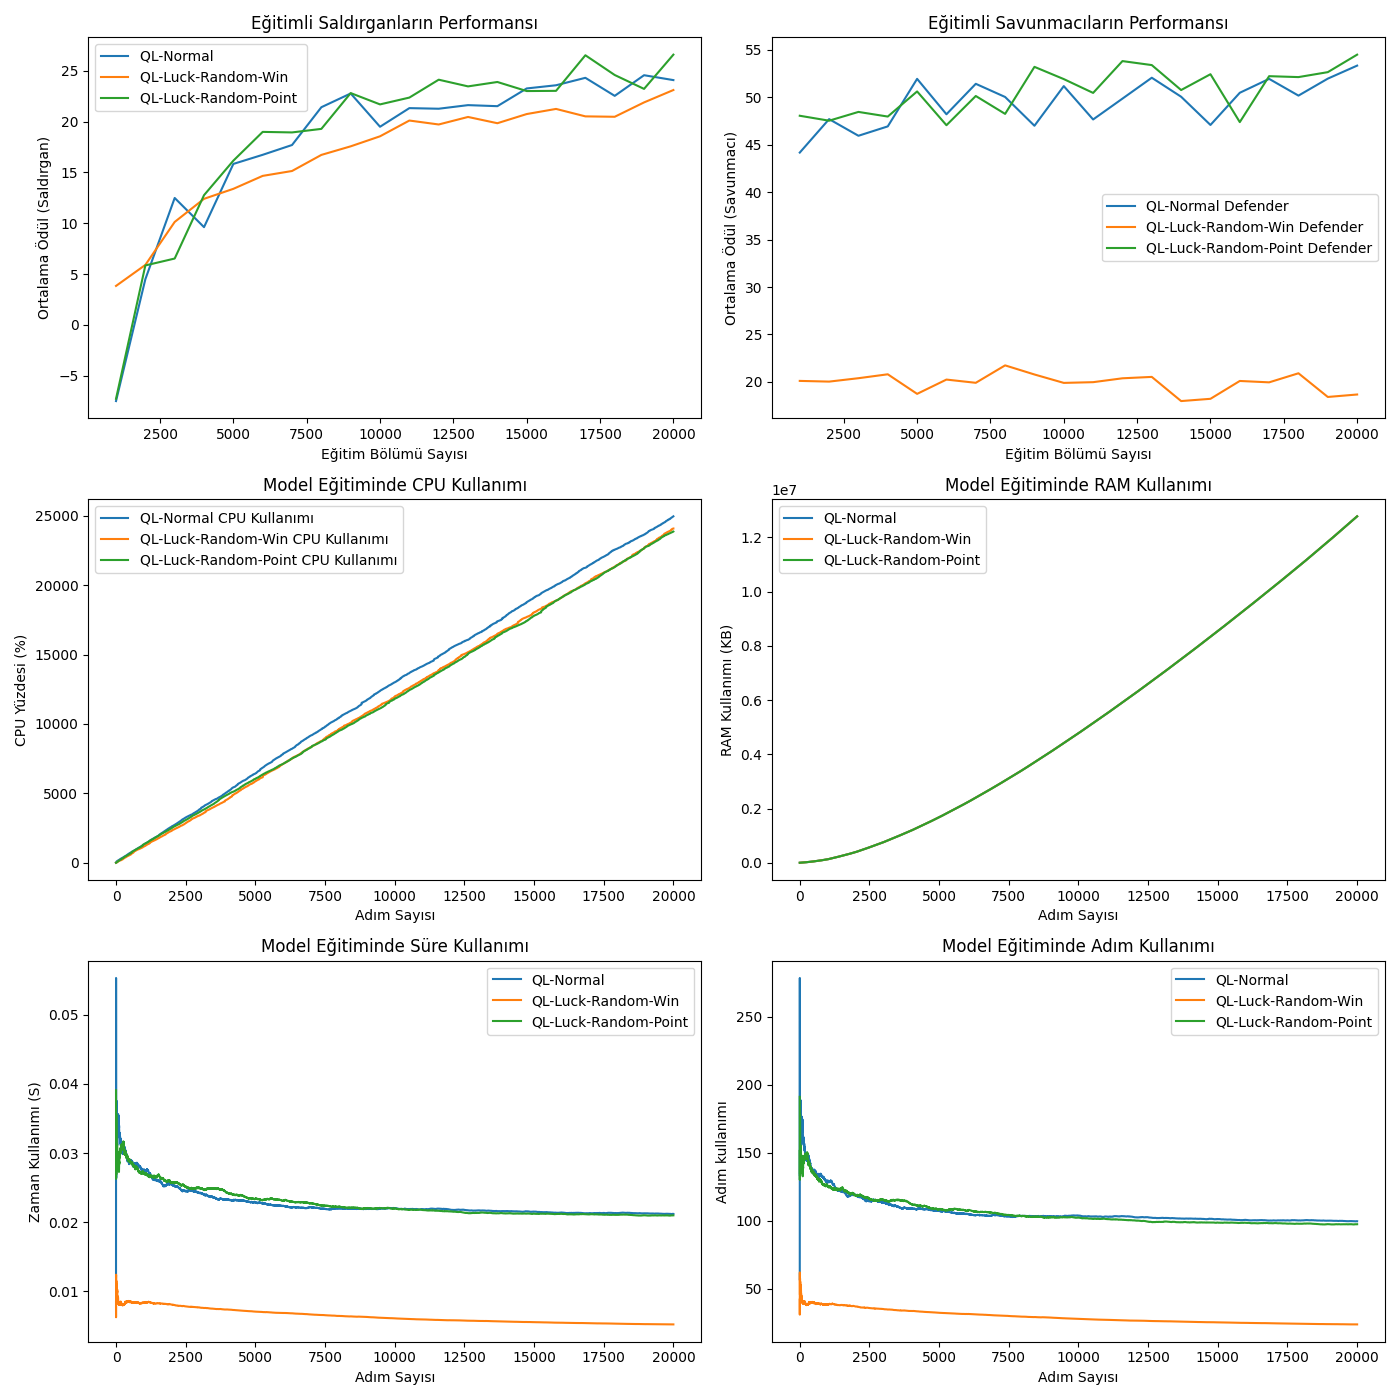 Eğitimli Saldırganların Performansı
QL-Normal
QL-Luck-Random-Win
QL-Luck-Random-Point
25
20
15
10
5
0
−5
Ortalama Ödül (Saldırgan)
2500 5000 7500 10000 12500 15000 17500 20000
Eğitim Bölümü Sayısı
Eğitimli Savunmacıların Performansı
55
50
45
40
35
30
25
20
Ortalama Ödül (Savunmacı)
QL-Normal Defender
QL-Luck-Random-Win Defender
QL-Luck-Random-Point Defender
2500 5000 7500 10000 12500 15000 17500 20000
Eğitim Bölümü Sayısı
Model Eğitiminde CPU Kullanımı
QL-Normal CPU Kullanımı
QL-Luck-Random-Win CPU Kullanımı
QL-Luck-Random-Point CPU Kullanımı
25000
20000
15000
10000
5000
0
CPU Yüzdesi (%)
0 2500 5000 7500 10000 12500 15000 17500 20000
Adım Sayısı
Model Eğitiminde RAM Kullanımı
1e7
QL-Normal
QL-Luck-Random-Win
QL-Luck-Random-Point
1.2
1.0
0.8
0.6
0.4
0.2
0.0
RAM Kullanımı (KB)
0 2500 5000 7500 10000 12500 15000 17500 20000
Adım Sayısı
Model Eğitiminde Süre Kullanımı
QL-Normal
QL-Luck-Random-Win
QL-Luck-Random-Point
0.05
0.04
0.03
0.02
0.01
Zaman Kullanımı (S)
0 2500 5000 7500 10000 12500 15000 17500 20000
Adım Sayısı
Model Eğitiminde Adım Kullanımı
QL-Normal
QL-Luck-Random-Win
QL-Luck-Random-Point
250
200
150
100
50
Adım kullanımı
0 2500 5000 7500 10000 12500 15000 17500 20000
Adım Sayısı